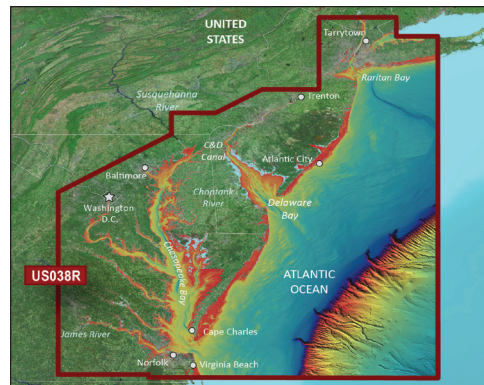 UNITED
STATES
Tarrytown
Raritan Bay
Susquehanna
River
Trenton
C&D
Canal
Atlantic City
Baltimore
Choptank
River
Washington
D.C.
Delaware
Bay
Chesapeake Bay
US038R
ATLANTIC
OCEAN
James River
Cape Charles
Norfolk
Virginia Beach